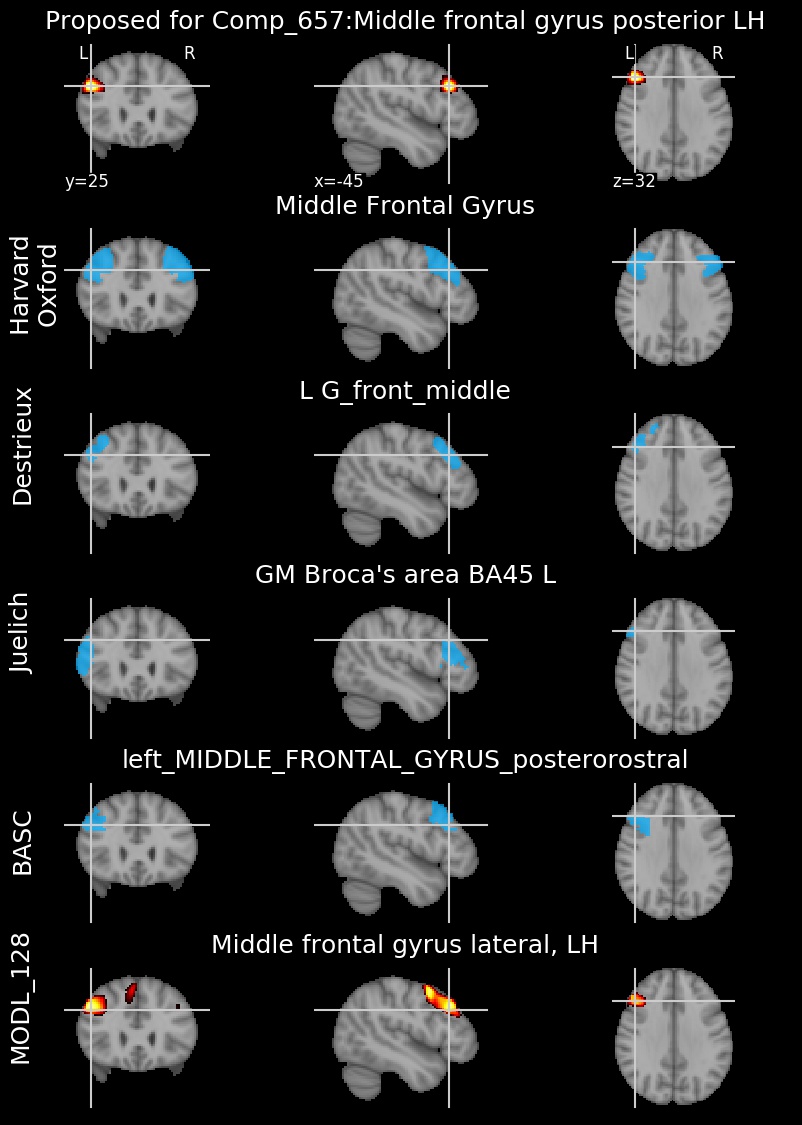 Proposed for Comp_657:Middle frontal gyrus posterior LH
L R
L R
y=25
x=-45
z=32
Middle Frontal Gyrus
Harvard
Oxford
L G_front_middle
Destrieux
GM Broca's area BA45 L
Juelich
left_MIDDLE_FRONTAL_GYRUS_posterorostral
BASC
Middle frontal gyrus lateral, LH
MODL_128